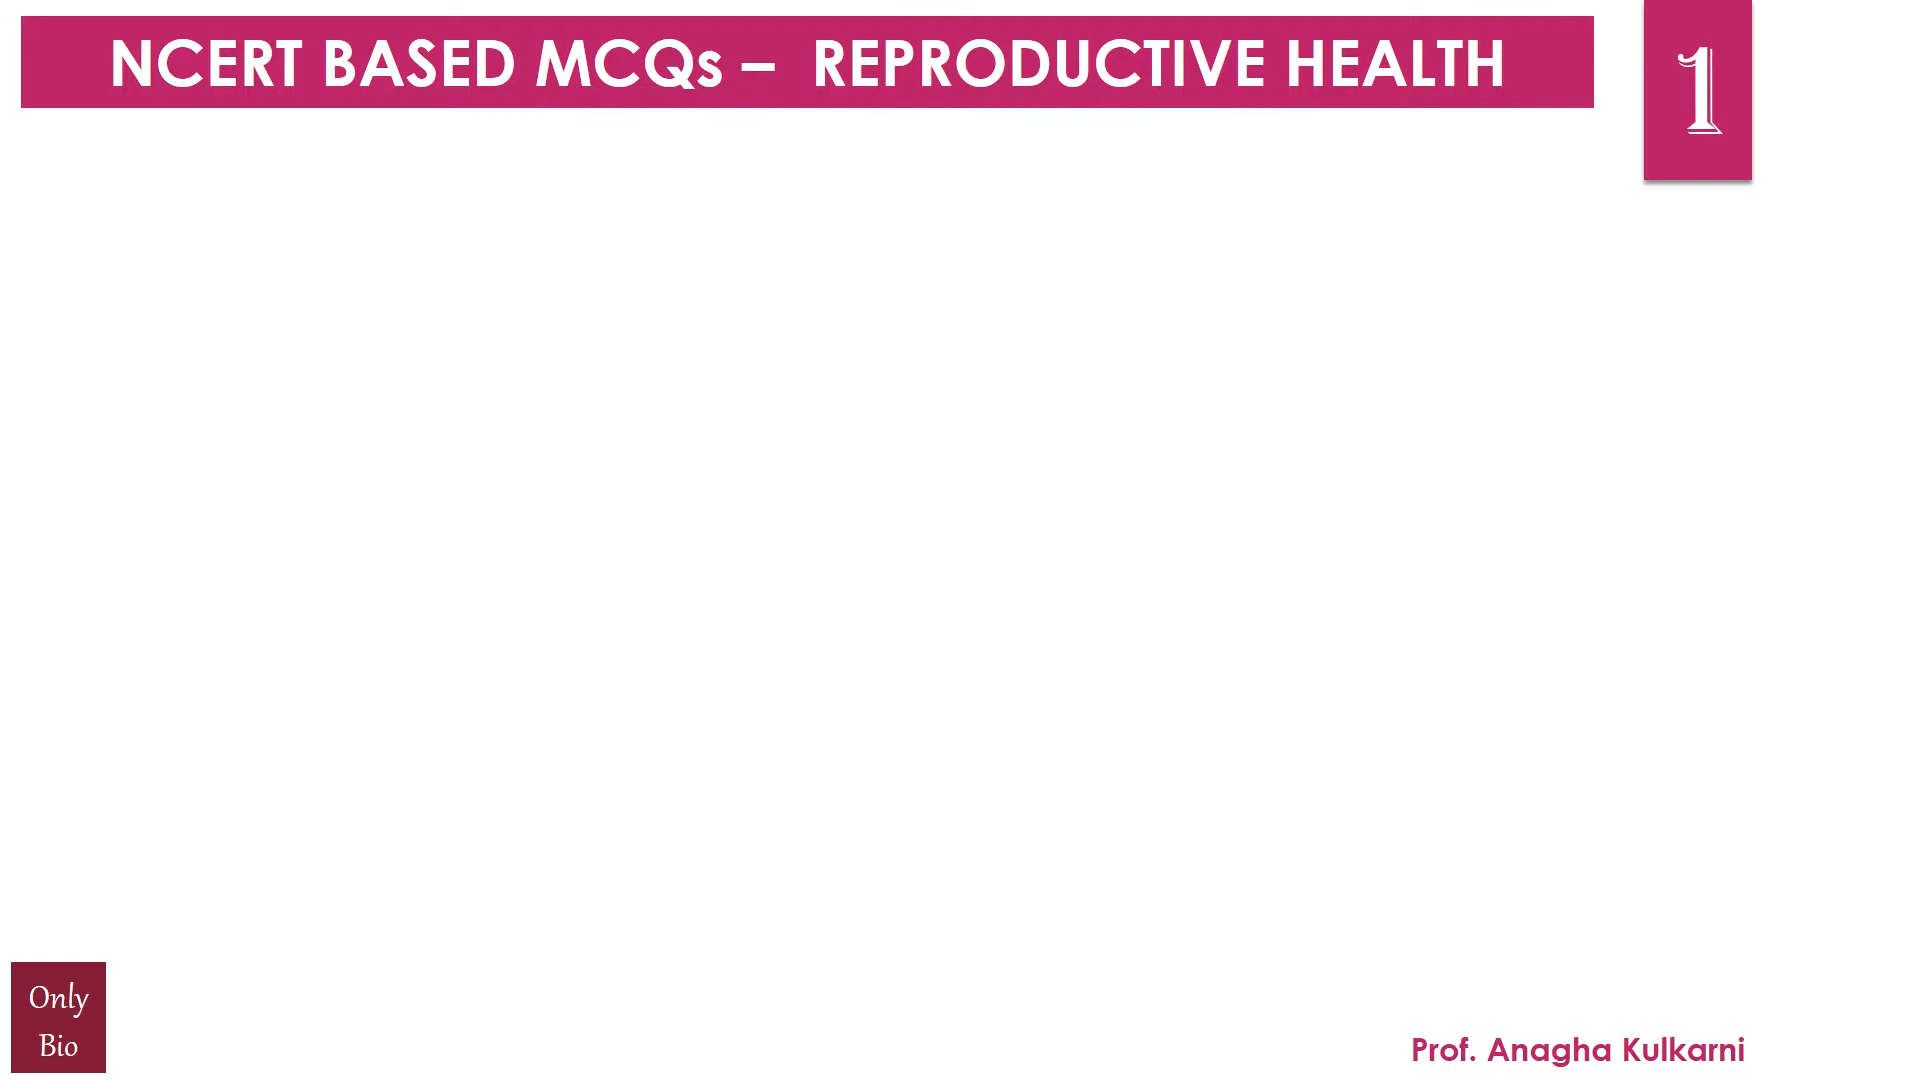 NCERT BASED MCQs – REPRODUCTIVE HEALTH
1
Only
Bio
Prof. Anagha Kulkarni